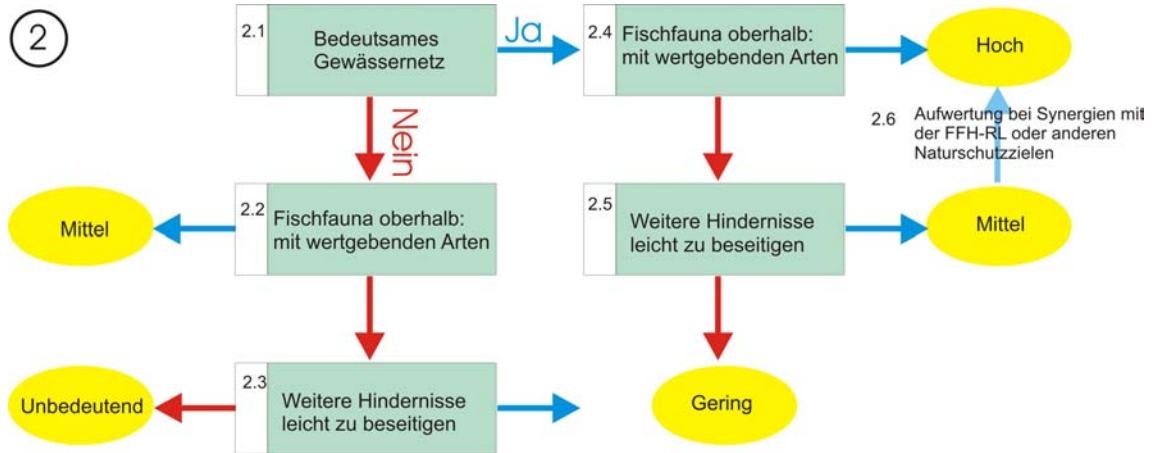 2
2.1
Bedeutsames
Gewässernetz
Ja
2.4
Fischfauna oberhalb:
mit wertgebenden Arten
Hoch
Nein
2.6
Aufwertung bei Synergien mit
der FFH-RL oder anderen
Naturschutzzielen
Mittel
2.2
Fischfauna oberhalb:
mit wertgebenden Arten
2.5
Weitere Hindernisse
leicht zu beseitigen
Mittel
Unbedeutend
2.3
Weitere Hindernisse
leicht zu beseitigen
Gering